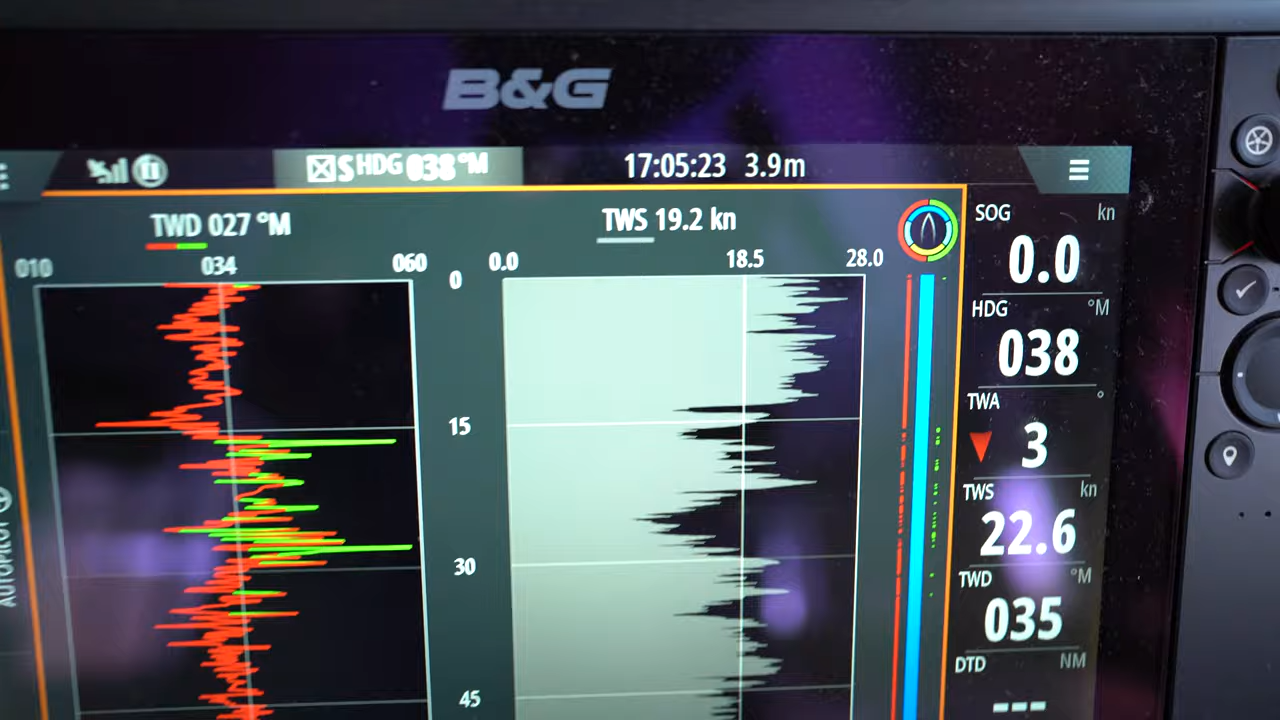 B&G
S HDG 038 °M 17:05:23 3.9m
TWD 027 °M
TWS 19.2 kn
010 034 060
0.0 18.5 28.0
0
15
30
45
SOG kn
0.0
HDG °M
038
TWA °
3
TWS kn
22.6
TWD °M
035
DTD NM
---
AUTOPILOT